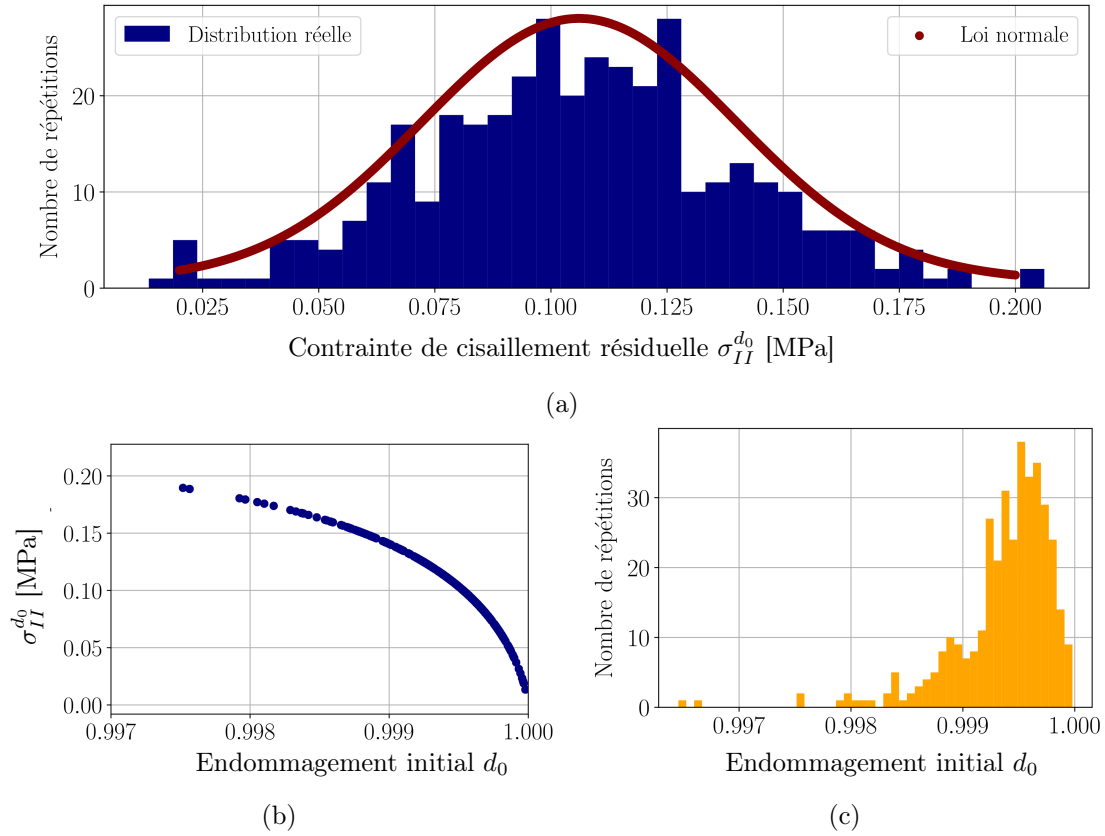 Distribution réelle
Loi normale
Nombre de répétitions
20
10
0
0.025 0.050 0.075 0.100 0.125 0.150 0.175 0.200
Contrainte de cisaillement résiduelle σ_{II}^{d_0} [MPa]
(a)
σ_{II}^{d_0} [MPa]
0.20
0.15
0.10
0.05
0.00
0.997 0.998 0.999 1.000
Endommagement initial d_0
(b)
Nombre de répétitions
30
20
10
0
0.997 0.998 0.999 1.000
Endommagement initial d_0
(c)